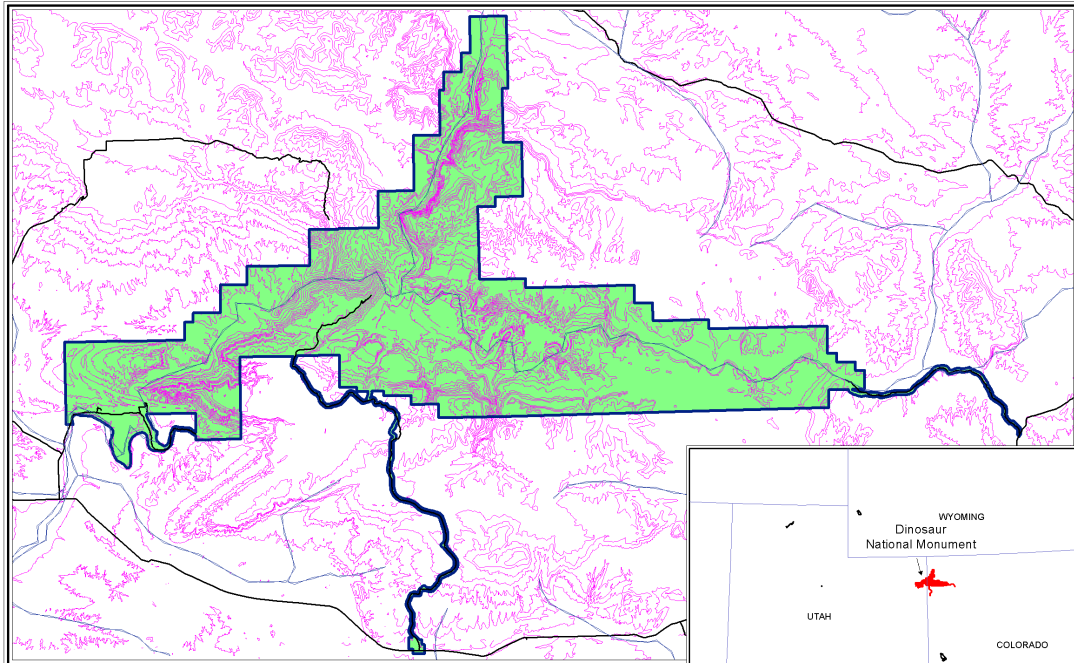 WYOMING
Dinosaur
National Monument
UTAH
COLORADO